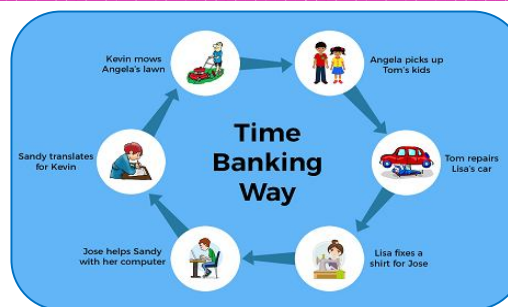 Kevin mows
Angela's lawn
Angela picks up
Tom's kids
Time
Banking
Way
Sandy translates
for Kevin
Tom repairs
Lisa's car
Jose helps Sandy
with her computer
Lisa fixes a
shirt for Jose